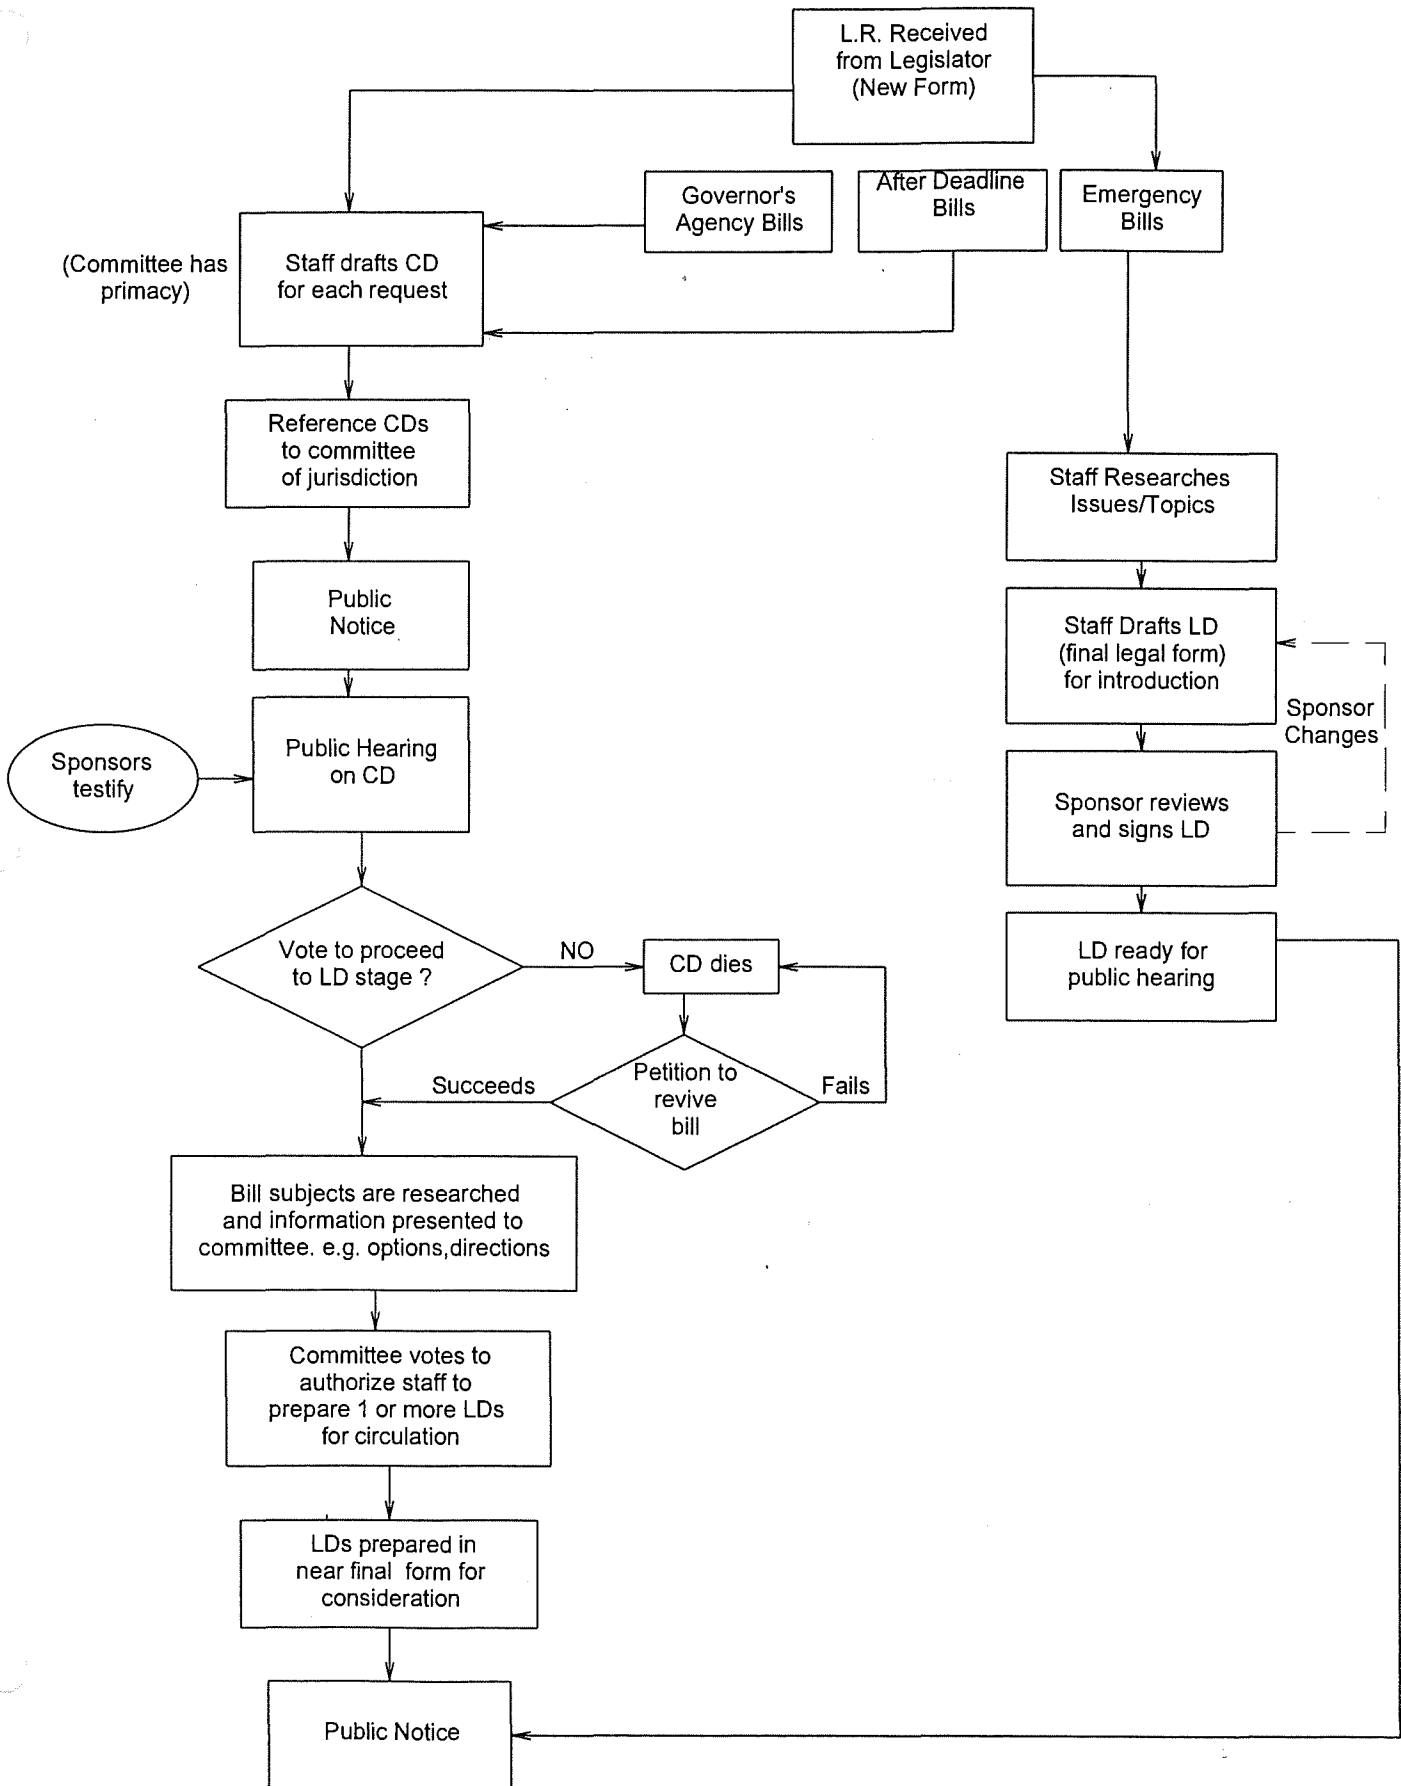 L.R. Received
from Legislator
(New Form)
Governor's
Agency Bills
After Deadline
Bills
Emergency
Bills
(Committee has
primacy)
Staff drafts CD
for each request
Reference CDs
to committee
of jurisdiction
Staff Researches
Issues/Topics
Public
Notice
Staff Drafts LD
(final legal form)
for introduction
Sponsor
Changes
Sponsors
testify
Public Hearing
on CD
Sponsor reviews
and signs LD
Vote to proceed
to LD stage ?
NO
CD dies
LD ready for
public hearing
Succeeds
Petition to
revive
bill
Fails
Bill subjects are researched
and information presented to
committee. e.g. options,directions
Committee votes to
authorize staff to
prepare 1 or more LDs
for circulation
LDs prepared in
near final form for
consideration
Public Notice